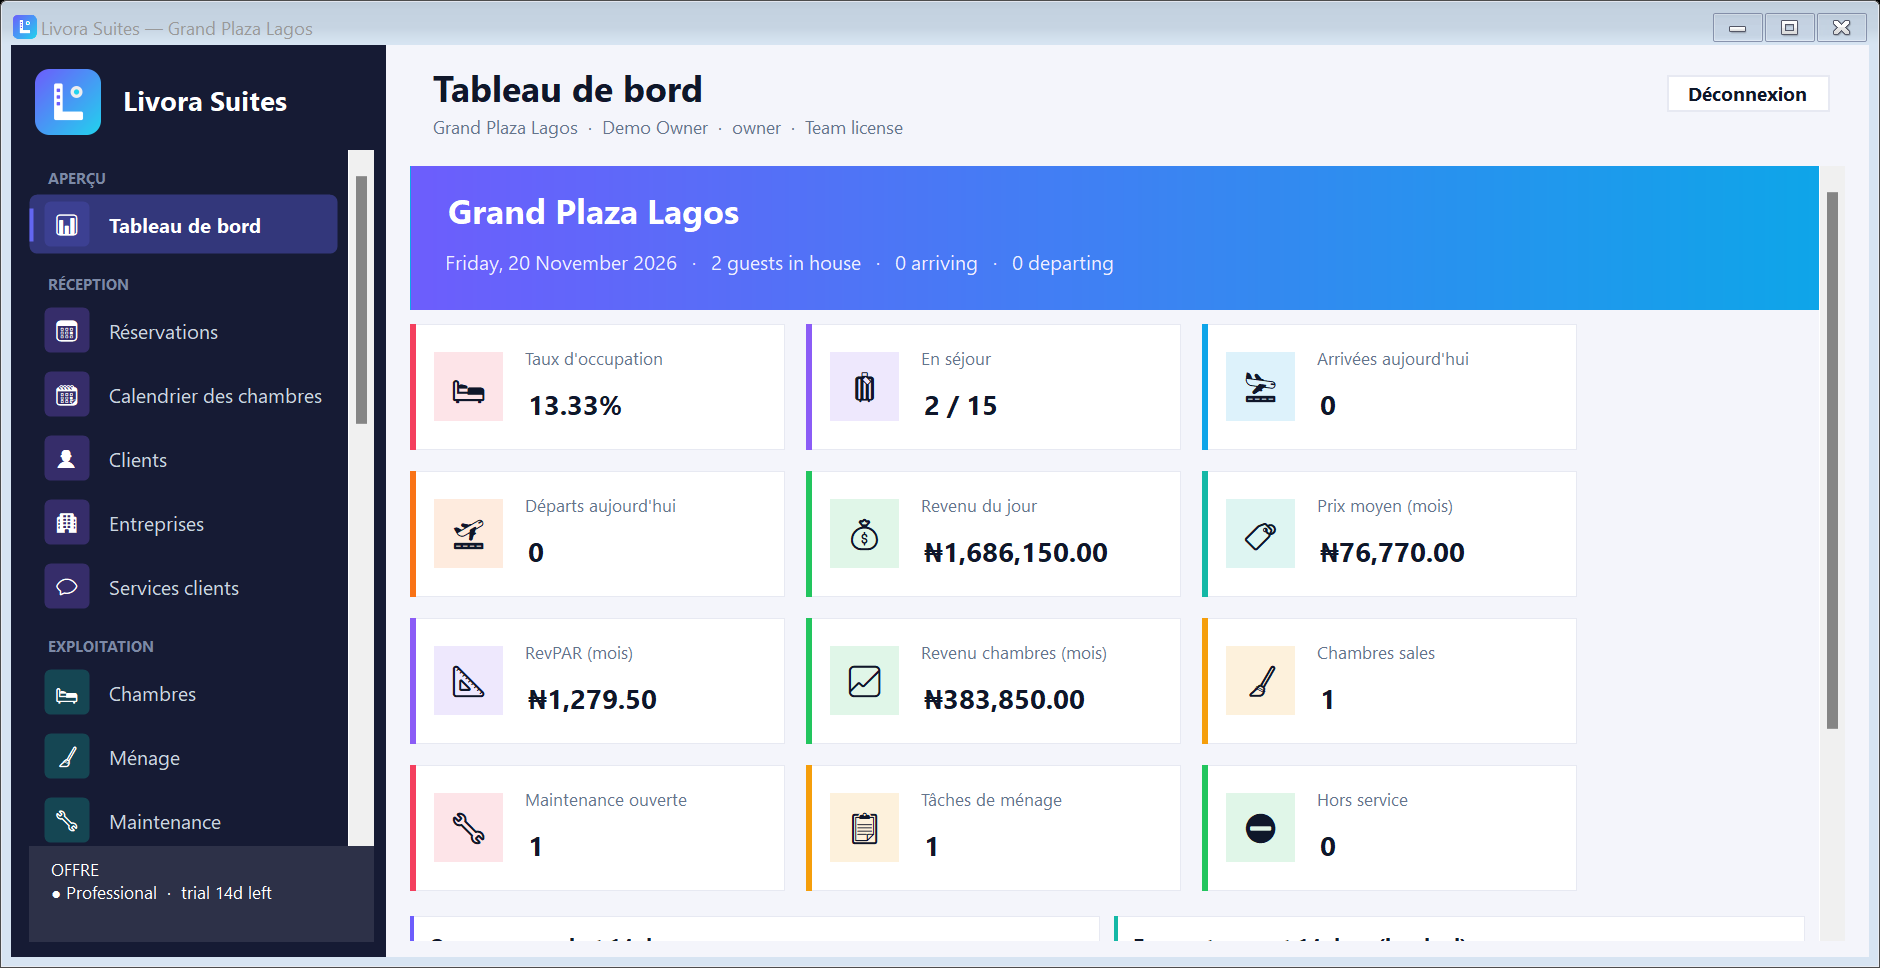 Livora Suites — Grand Plaza Lagos
Livora Suites
APERÇU
Tableau de bord
RÉCEPTION
Réservations
Calendrier des chambres
Clients
Entreprises
Services clients
EXPLOITATION
Chambres
Ménage
Maintenance
OFFRE
● Professional · trial 14d left
Tableau de bord
Grand Plaza Lagos · Demo Owner · owner · Team license
Déconnexion
Grand Plaza Lagos
Friday, 20 November 2026 · 2 guests in house · 0 arriving · 0 departing
Taux d'occupation
13.33%
En séjour
2 / 15
Arrivées aujourd'hui
0
Départs aujourd'hui
0
Revenu du jour
₦1,686,150.00
Prix moyen (mois)
₦76,770.00
RevPAR (mois)
₦1,279.50
Revenu chambres (mois)
₦383,850.00
Chambres sales
1
Maintenance ouverte
1
Tâches de ménage
1
Hors service
0